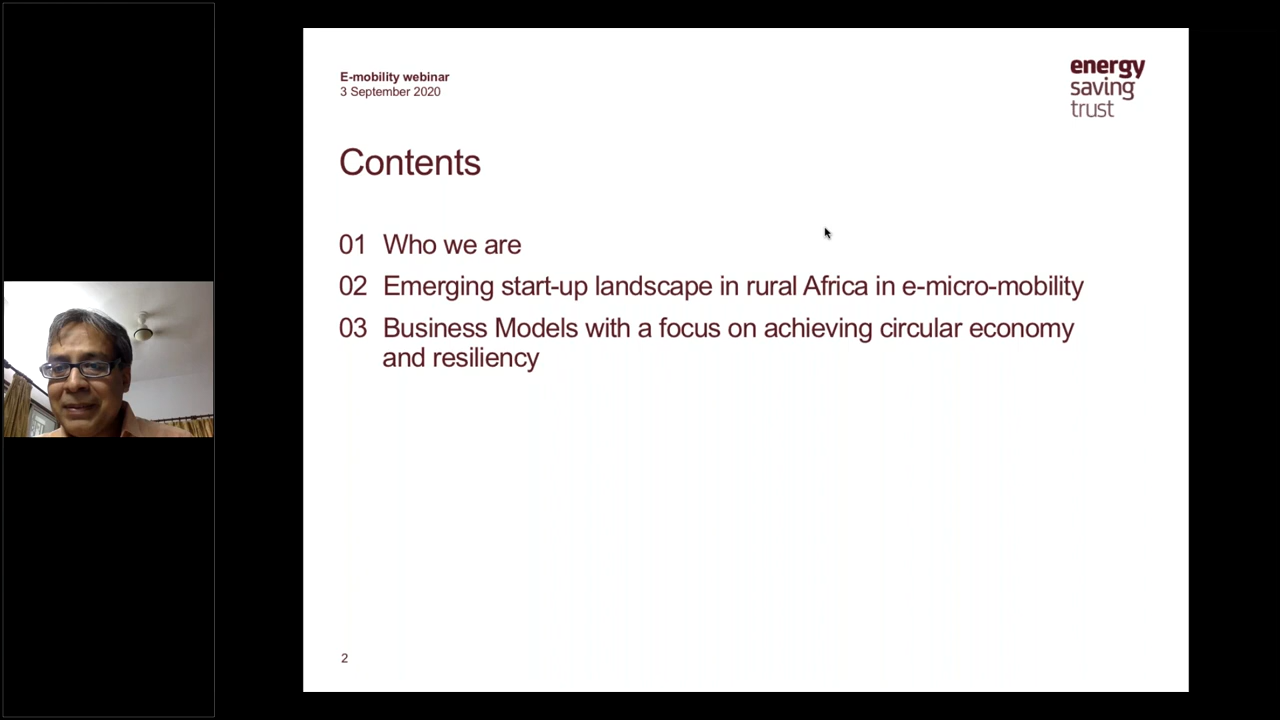 E-mobility webinar
3 September 2020
energy
saving
trust
Contents
01 Who we are
02 Emerging start-up landscape in rural Africa in e-micro-mobility
03 Business Models with a focus on achieving circular economy
and resiliency
2